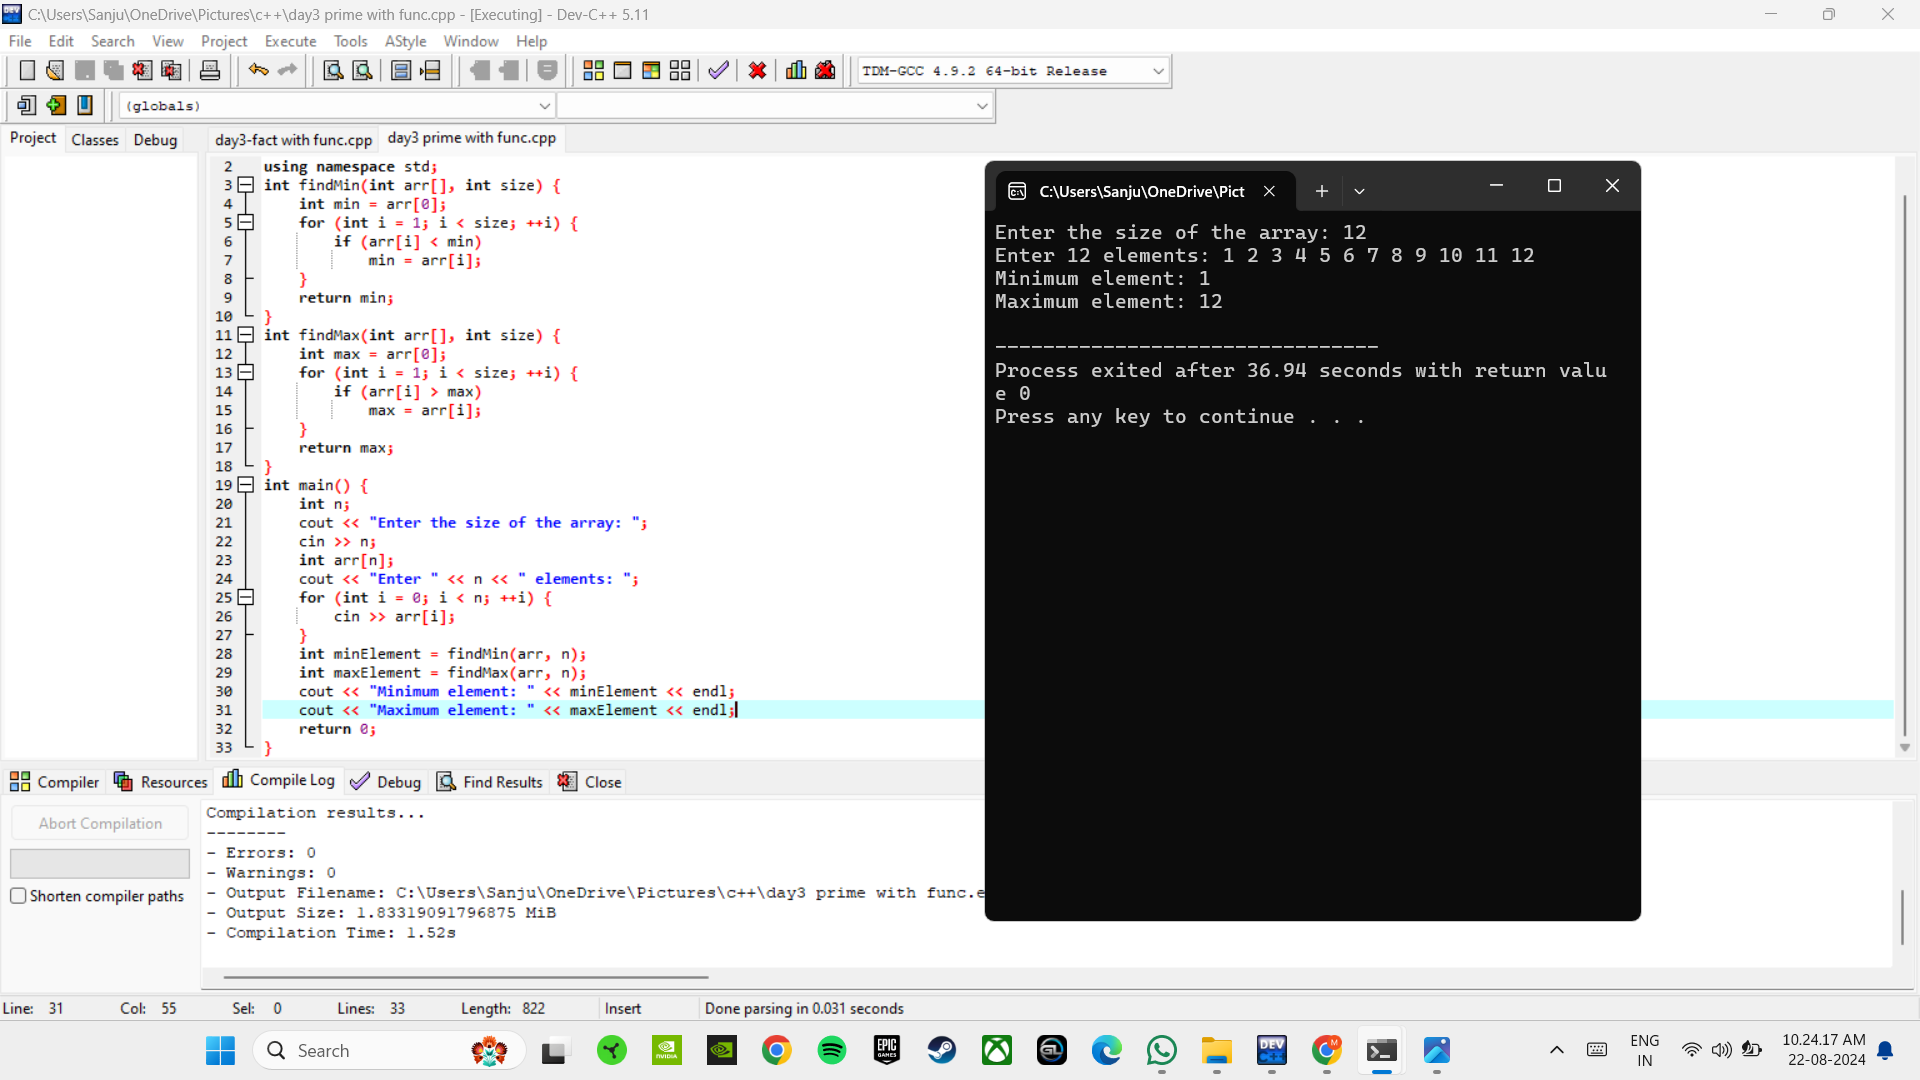 C:\Users\Sanju\OneDrive\Pictures\c++\day3 prime with func.cpp - [Executing] - Dev-C++ 5.11
File Edit Search View Project Execute Tools AStyle Window Help
TDM-GCC 4.9.2 64-bit Release
(globals)
Project Classes Debug day3-fact with func.cpp day3 prime with func.cpp
2 using namespace std;
3 int findMin(int arr[], int size) {
4 int min = arr[0];
5 for (int i = 1; i < size; ++i) {
6 if (arr[i] < min)
7 min = arr[i];
8 }
9 return min;
10 }
11 int findMax(int arr[], int size) {
12 int max = arr[0];
13 for (int i = 1; i < size; ++i) {
14 if (arr[i] > max)
15 max = arr[i];
16 }
17 return max;
18 }
19 int main() {
20 int n;
21 cout << "Enter the size of the array: ";
22 cin >> n;
23 int arr[n];
24 cout << "Enter " << n << " elements: ";
25 for (int i = 0; i < n; ++i) {
26 cin >> arr[i];
27 }
28 int minElement = findMin(arr, n);
29 int maxElement = findMax(arr, n);
30 cout << "Minimum element: " << minElement << endl;
31 cout << "Maximum element: " << maxElement << endl;
32 return 0;
33 }
C:\Users\Sanju\OneDrive\Pict
Enter the size of the array: 12
Enter 12 elements: 1 2 3 4 5 6 7 8 9 10 11 12
Minimum element: 1
Maximum element: 12
--------------------------------
Process exited after 36.94 seconds with return valu
e 0
Press any key to continue . . .
Compiler Resources Compile Log Debug Find Results Close
Abort Compilation
Shorten compiler paths
Compilation results...
--------
- Errors: 0
- Warnings: 0
- Output Filename: C:\Users\Sanju\OneDrive\Pictures\c++\day3 prime with func.e
- Output Size: 1.83319091796875 MiB
- Compilation Time: 1.52s
Line: 31 Col: 55 Sel: 0 Lines: 33 Length: 822 Insert Done parsing in 0.031 seconds
Search
NVIDIA
EPIC GAMES
GL
DEV C++
M
ENG
IN
10.24.17 AM
22-08-2024